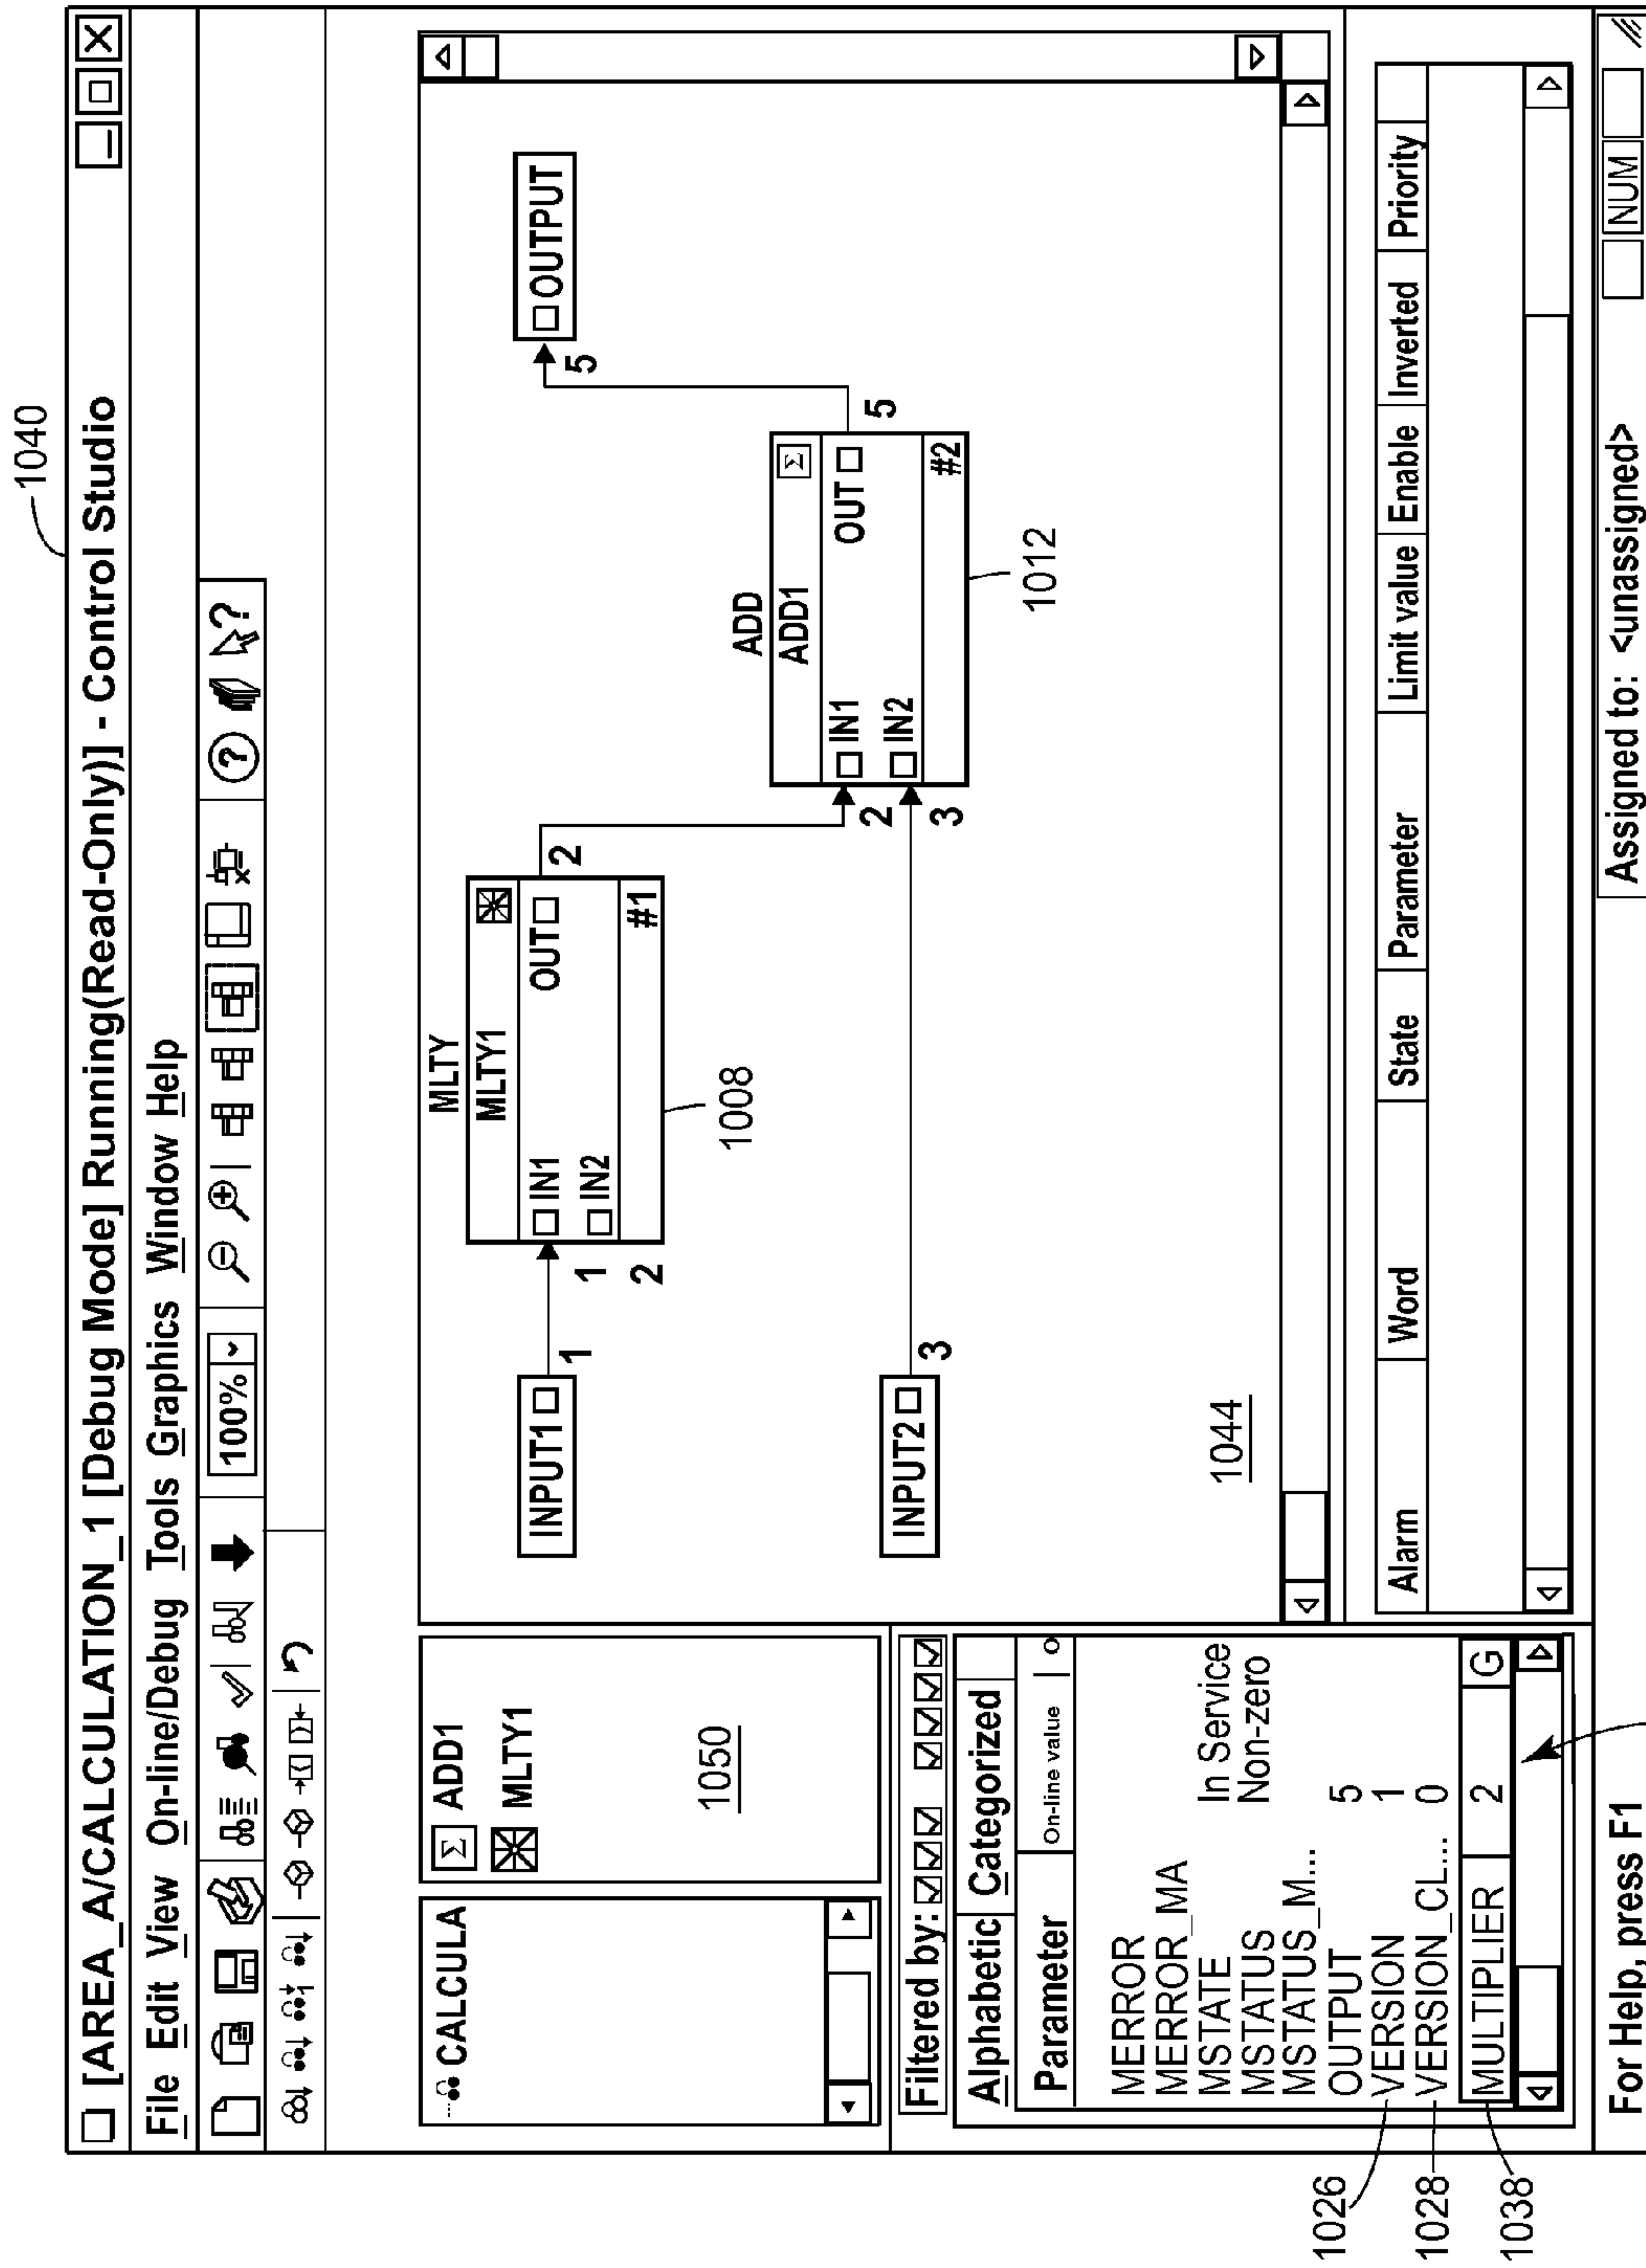 1040
[AREA_A/CALCULATION_1 [Debug Mode] Running(Read-Only)] - Control Studio
File Edit View On-line/Debug Tools Graphics Window Help
100%
?
?
CALCULA
Σ ADD1
MLTY1
1050
Filtered by:
Alphabetic Categorized
Parameter On-line value O
MERROR
MERROR_MA
MSTATE In Service
MSTATUS Non-zero
MSTATUS_M...
OUTPUT 5
VERSION 1
VERSION_CL... 0
MULTIPLIER 2 G
1026
1028
1038
INPUT1
1
MLTY
MLTY1
IN1 OUT
IN2
#1
1
2
2
1008
INPUT2
3
ADD
ADD1
Σ
IN1 OUT
IN2
#2
2
3
5
1012
OUTPUT
5
1044
Alarm Word State Parameter Limit value Enable Inverted Priority
For Help, press F1
Assigned to: <unassigned>
NUM